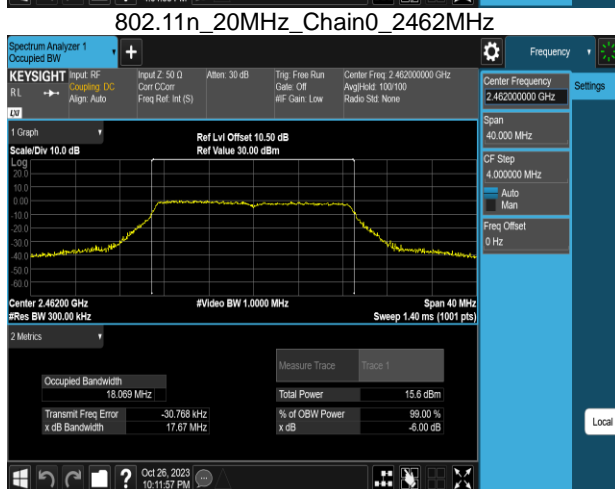 802.11n_20MHz_Chain0_2462MHz
Spectrum Analyzer 1
Occupied BW
+
Frequency
KEYSIGHT
RL
LXI
Input: RF
Coupling: DC
Align: Auto
Input Z: 50 Ω
Corr CCorr
Freq Ref: Int (S)
Atten: 30 dB
Trig: Free Run
Gate: Off
#IF Gain: Low
Center Freq: 2.462000000 GHz
Avg|Hold: 100/100
Radio Std: None
Center Frequency
2.462000000 GHz
Settings
Span
40.000 MHz
CF Step
4.000000 MHz
Auto
Man
Freq Offset
0 Hz
1 Graph
Scale/Div 10.0 dB
Ref Lvl Offset 10.50 dB
Ref Value 30.00 dBm
Log
20.0
10.0
0.00
-10.0
-20.0
-30.0
-40.0
-50.0
-60.0
Center 2.46200 GHz
#Res BW 300.00 kHz
#Video BW 1.0000 MHz
Span 40 MHz
Sweep 1.40 ms (1001 pts)
2 Metrics
Measure Trace
Trace 1
Occupied Bandwidth
18.069 MHz
Total Power
15.6 dBm
Transmit Freq Error
-30.768 kHz
% of OBW Power
99.00 %
x dB Bandwidth
17.67 MHz
x dB
-6.00 dB
Local
?
Oct 26, 2023
10:11:57 PM